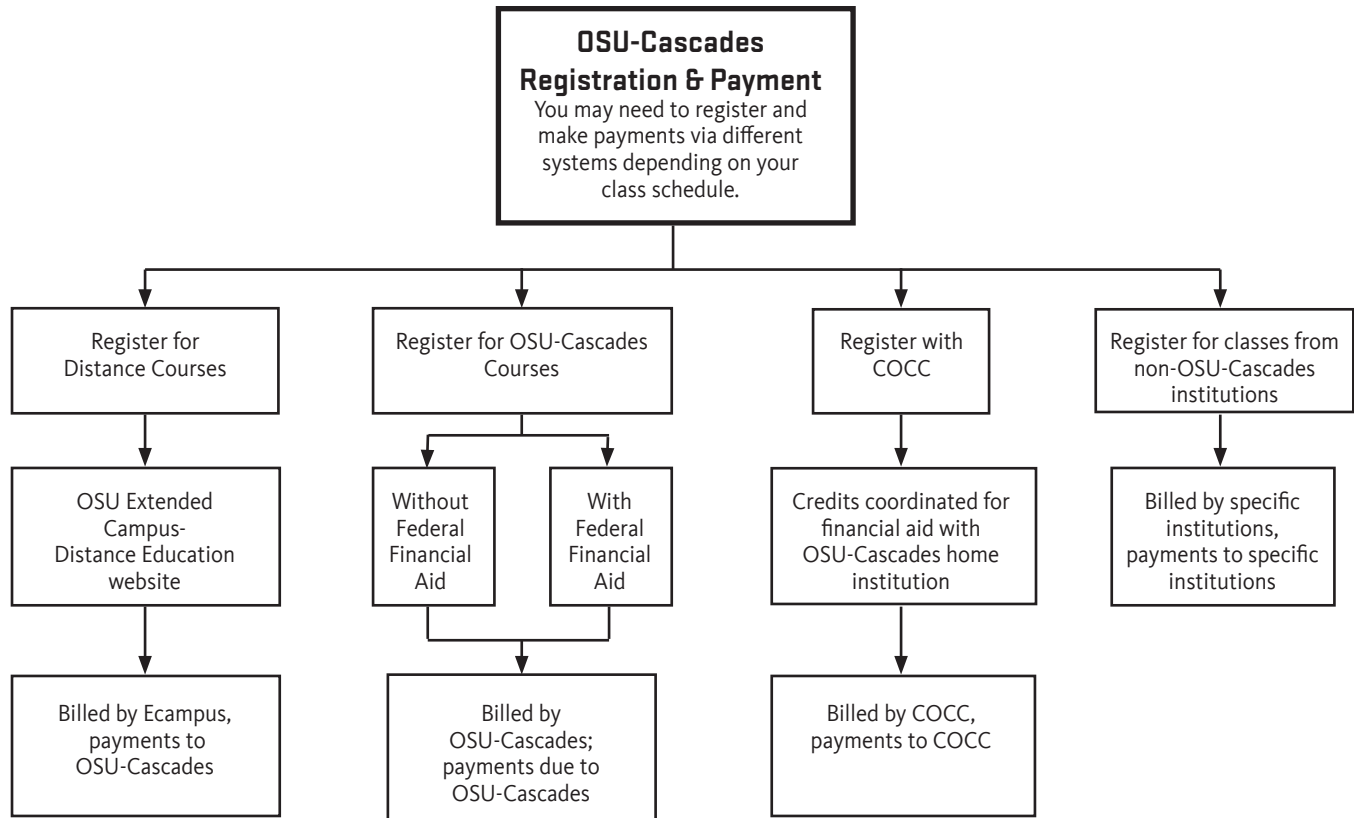 OSU-Cascades
Registration & Payment
You may need to register and
make payments via different
systems depending on your
class schedule.
Register for
Distance Courses
Register for OSU-Cascades
Courses
Register with
COCC
Register for classes from
non-OSU-Cascades
institutions
OSU Extended
Campus-
Distance Education
website
Without
Federal
Financial
Aid
With
Federal
Financial
Aid
Credits coordinated for
financial aid with
OSU-Cascades home
institution
Billed by specific
institutions,
payments to specific
institutions
Billed by Ecampus,
payments to
OSU-Cascades
Billed by
OSU-Cascades;
payments due to
OSU-Cascades
Billed by COCC,
payments to COCC